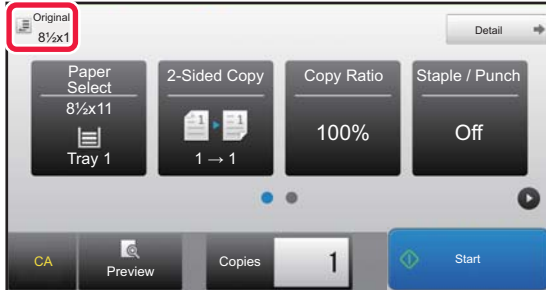 Original
8½x1
Detail
Paper
Select
8½x11
Tray 1
2-Sided Copy
1 → 1
Copy Ratio
100%
Staple / Punch
Off
CA
Preview
Copies
1
Start